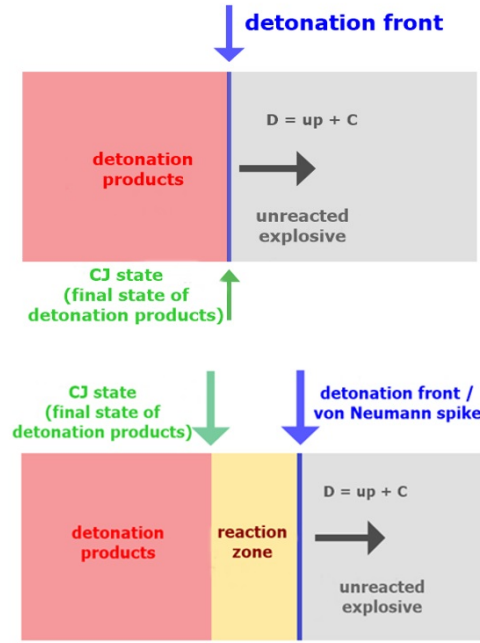 detonation front
D = up + C
detonation
products
unreacted
explosive
CJ state
(final state of
detonation products)
CJ state
(final state of
detonation products)
detonation front /
von Neumann spike
D = up + C
detonation
products
reaction
zone
unreacted
explosive